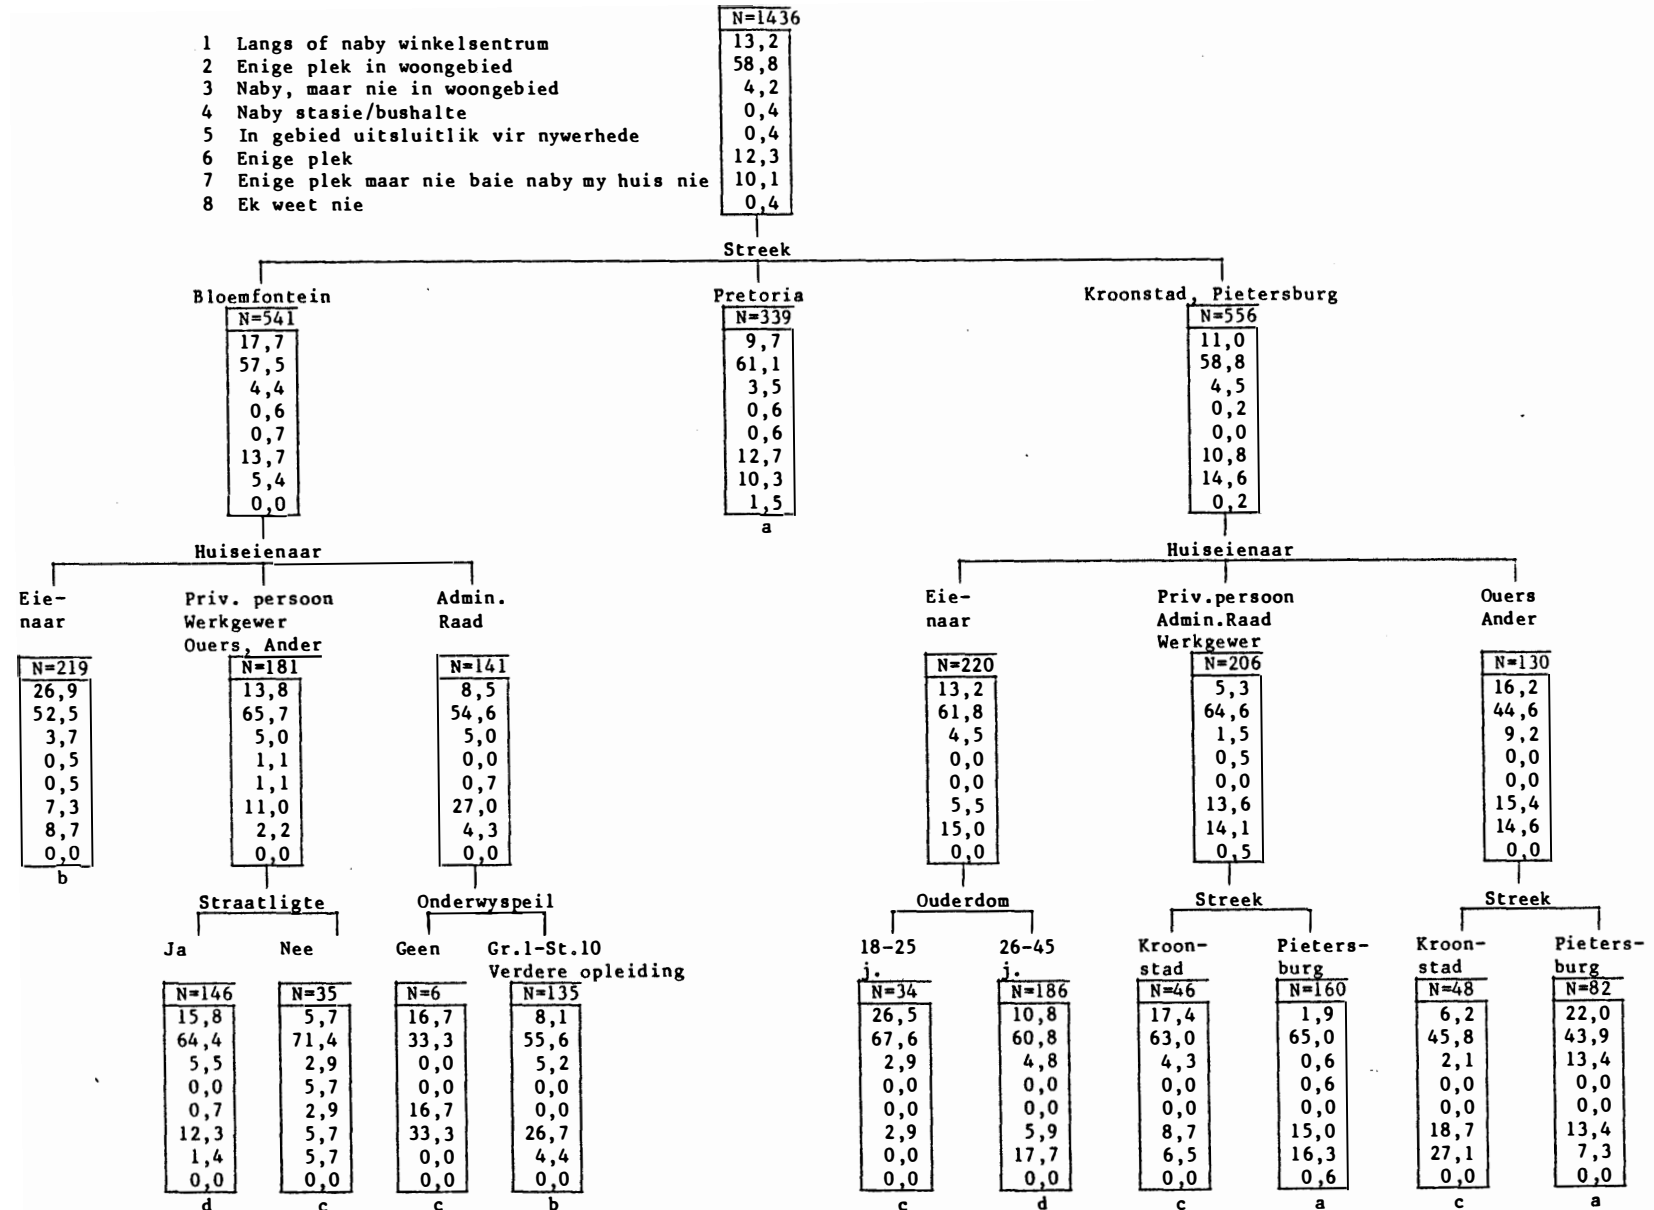 N=1436
1 Langs of naby winkelsentrum 13,2
2 Enige plek in woongebied 58,8
3 Naby, maar nie in woongebied 4,2
4 Naby stasie/bushalte 0,4
5 In gebied uitsluitlik vir nywerhede 0,4
6 Enige plek 12,3
7 Enige plek maar nie baie naby my huis nie 10,1
8 Ek weet nie 0,4
Streek
Bloemfontein Pretoria Kroonstad, Pietersburg
N=541 N=339 N=556
17,7 9,7 11,0
57,5 61,1 58,8
4,4 3,5 4,5
0,6 0,6 0,2
0,7 0,6 0,0
13,7 12,7 10,8
5,4 10,3 14,6
0,0 1,5 0,2
a
Huiseienaar Huiseienaar
Eie- Priv. persoon Admin. Eie- Priv.persoon Ouers
naar Werkgewer Raad naar Admin.Raad Ander
Ouers, Ander Werkgewer
N=219 N=181 N=141 N=220 N=206 N=130
26,9 13,8 8,5 13,2 5,3 16,2
52,5 65,7 54,6 61,8 64,6 44,6
3,7 5,0 5,0 4,5 1,5 9,2
0,5 1,1 0,0 0,0 0,5 0,0
0,5 1,1 0,7 0,0 0,0 0,0
7,3 11,0 27,0 5,5 13,6 15,4
8,7 2,2 4,3 15,0 14,1 14,6
0,0 0,0 0,0 0,0 0,5 0,0
b
Straatligte Onderwyspeil Ouderdom Streek Streek
Ja Nee Geen Gr.1-St.10 18-25 26-45 Kroon- Pieters- Kroon- Pieters-
Verdere opleiding j. j. stad burg stad burg
N=146 N=35 N=6 N=135 N=34 N=186 N=46 N=160 N=48 N=82
15,8 5,7 16,7 8,1 26,5 10,8 17,4 1,9 6,2 22,0
64,4 71,4 33,3 55,6 67,6 60,8 63,0 65,0 45,8 43,9
5,5 2,9 0,0 5,2 2,9 4,8 4,3 0,6 2,1 13,4
0,0 5,7 0,0 0,0 0,0 0,0 0,0 0,6 0,0 0,0
0,7 2,9 16,7 0,0 0,0 0,0 0,0 0,0 0,0 0,0
12,3 5,7 33,3 26,7 2,9 5,9 8,7 15,0 18,7 13,4
1,4 5,7 0,0 4,4 0,0 17,7 6,5 16,3 27,1 7,3
0,0 0,0 0,0 0,0 0,0 0,0 0,0 0,6 0,0 0,0
d c c b c d c a c a